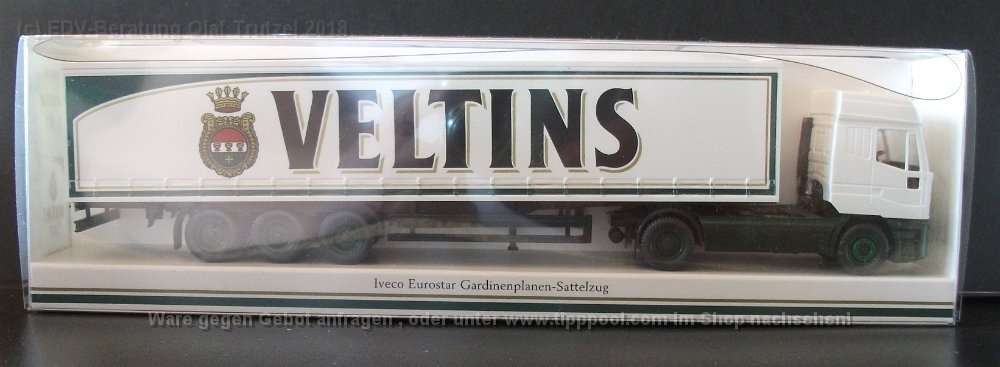 (c) EDV-Beratung Olaf Trutzel 2018
VELTINS
Iveco Eurostar Gardinenplanen-Sattelzug
Ware gegen Gebot anfragen , oder unter www.tipppool.com im Shop nachsehen!